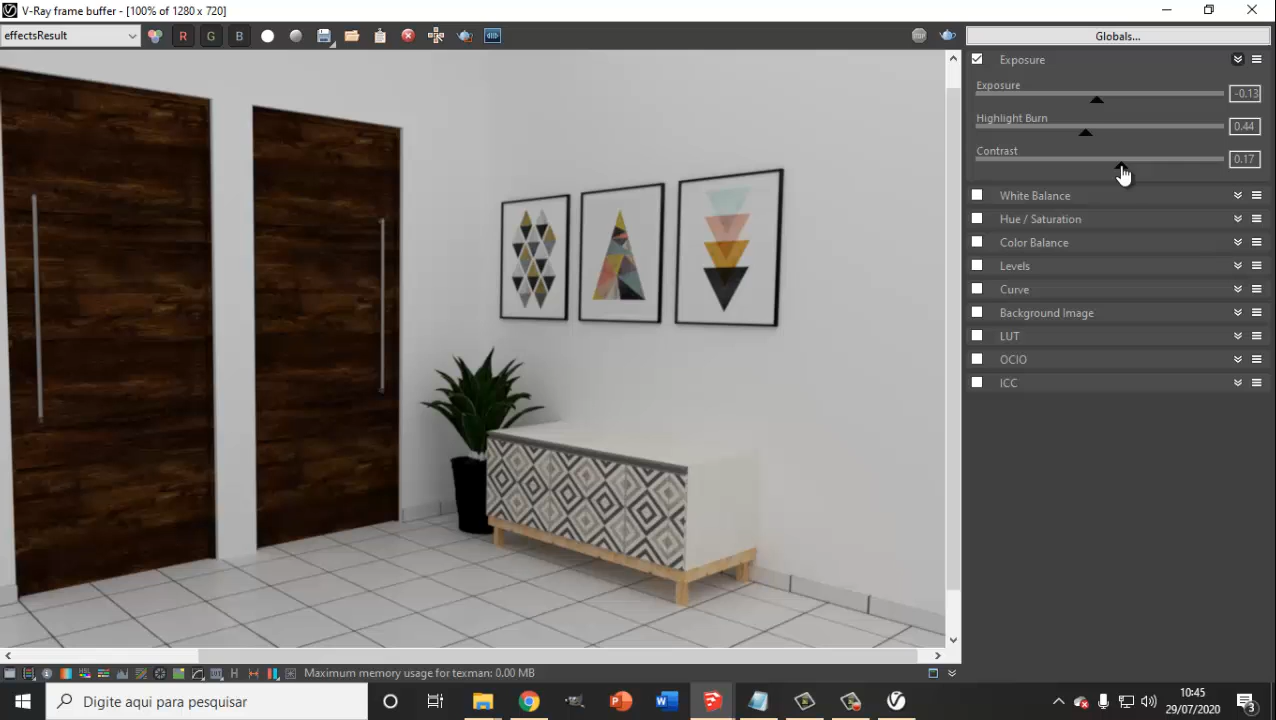 V-Ray frame buffer - [100% of 1280 x 720]
effectsResult
R G B
Globals...
Exposure
Exposure
-0.13
Highlight Burn
0.44
Contrast
0.17
White Balance
Hue / Saturation
Color Balance
Levels
Curve
Background Image
LUT
OCIO
ICC
H
Maximum memory usage for texman: 0.00 MB
Digite aqui para pesquisar
10:45
29/07/2020
3